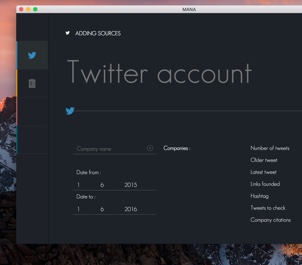 MANA
ADDING SOURCES
Twitter account
Company name
Companies :
Number of tweets
Older tweet
Latest tweet
Links founded
Hashtag
Tweets to check
Company citations
Date from :
1 6 2015
Date to :
1 6 2016